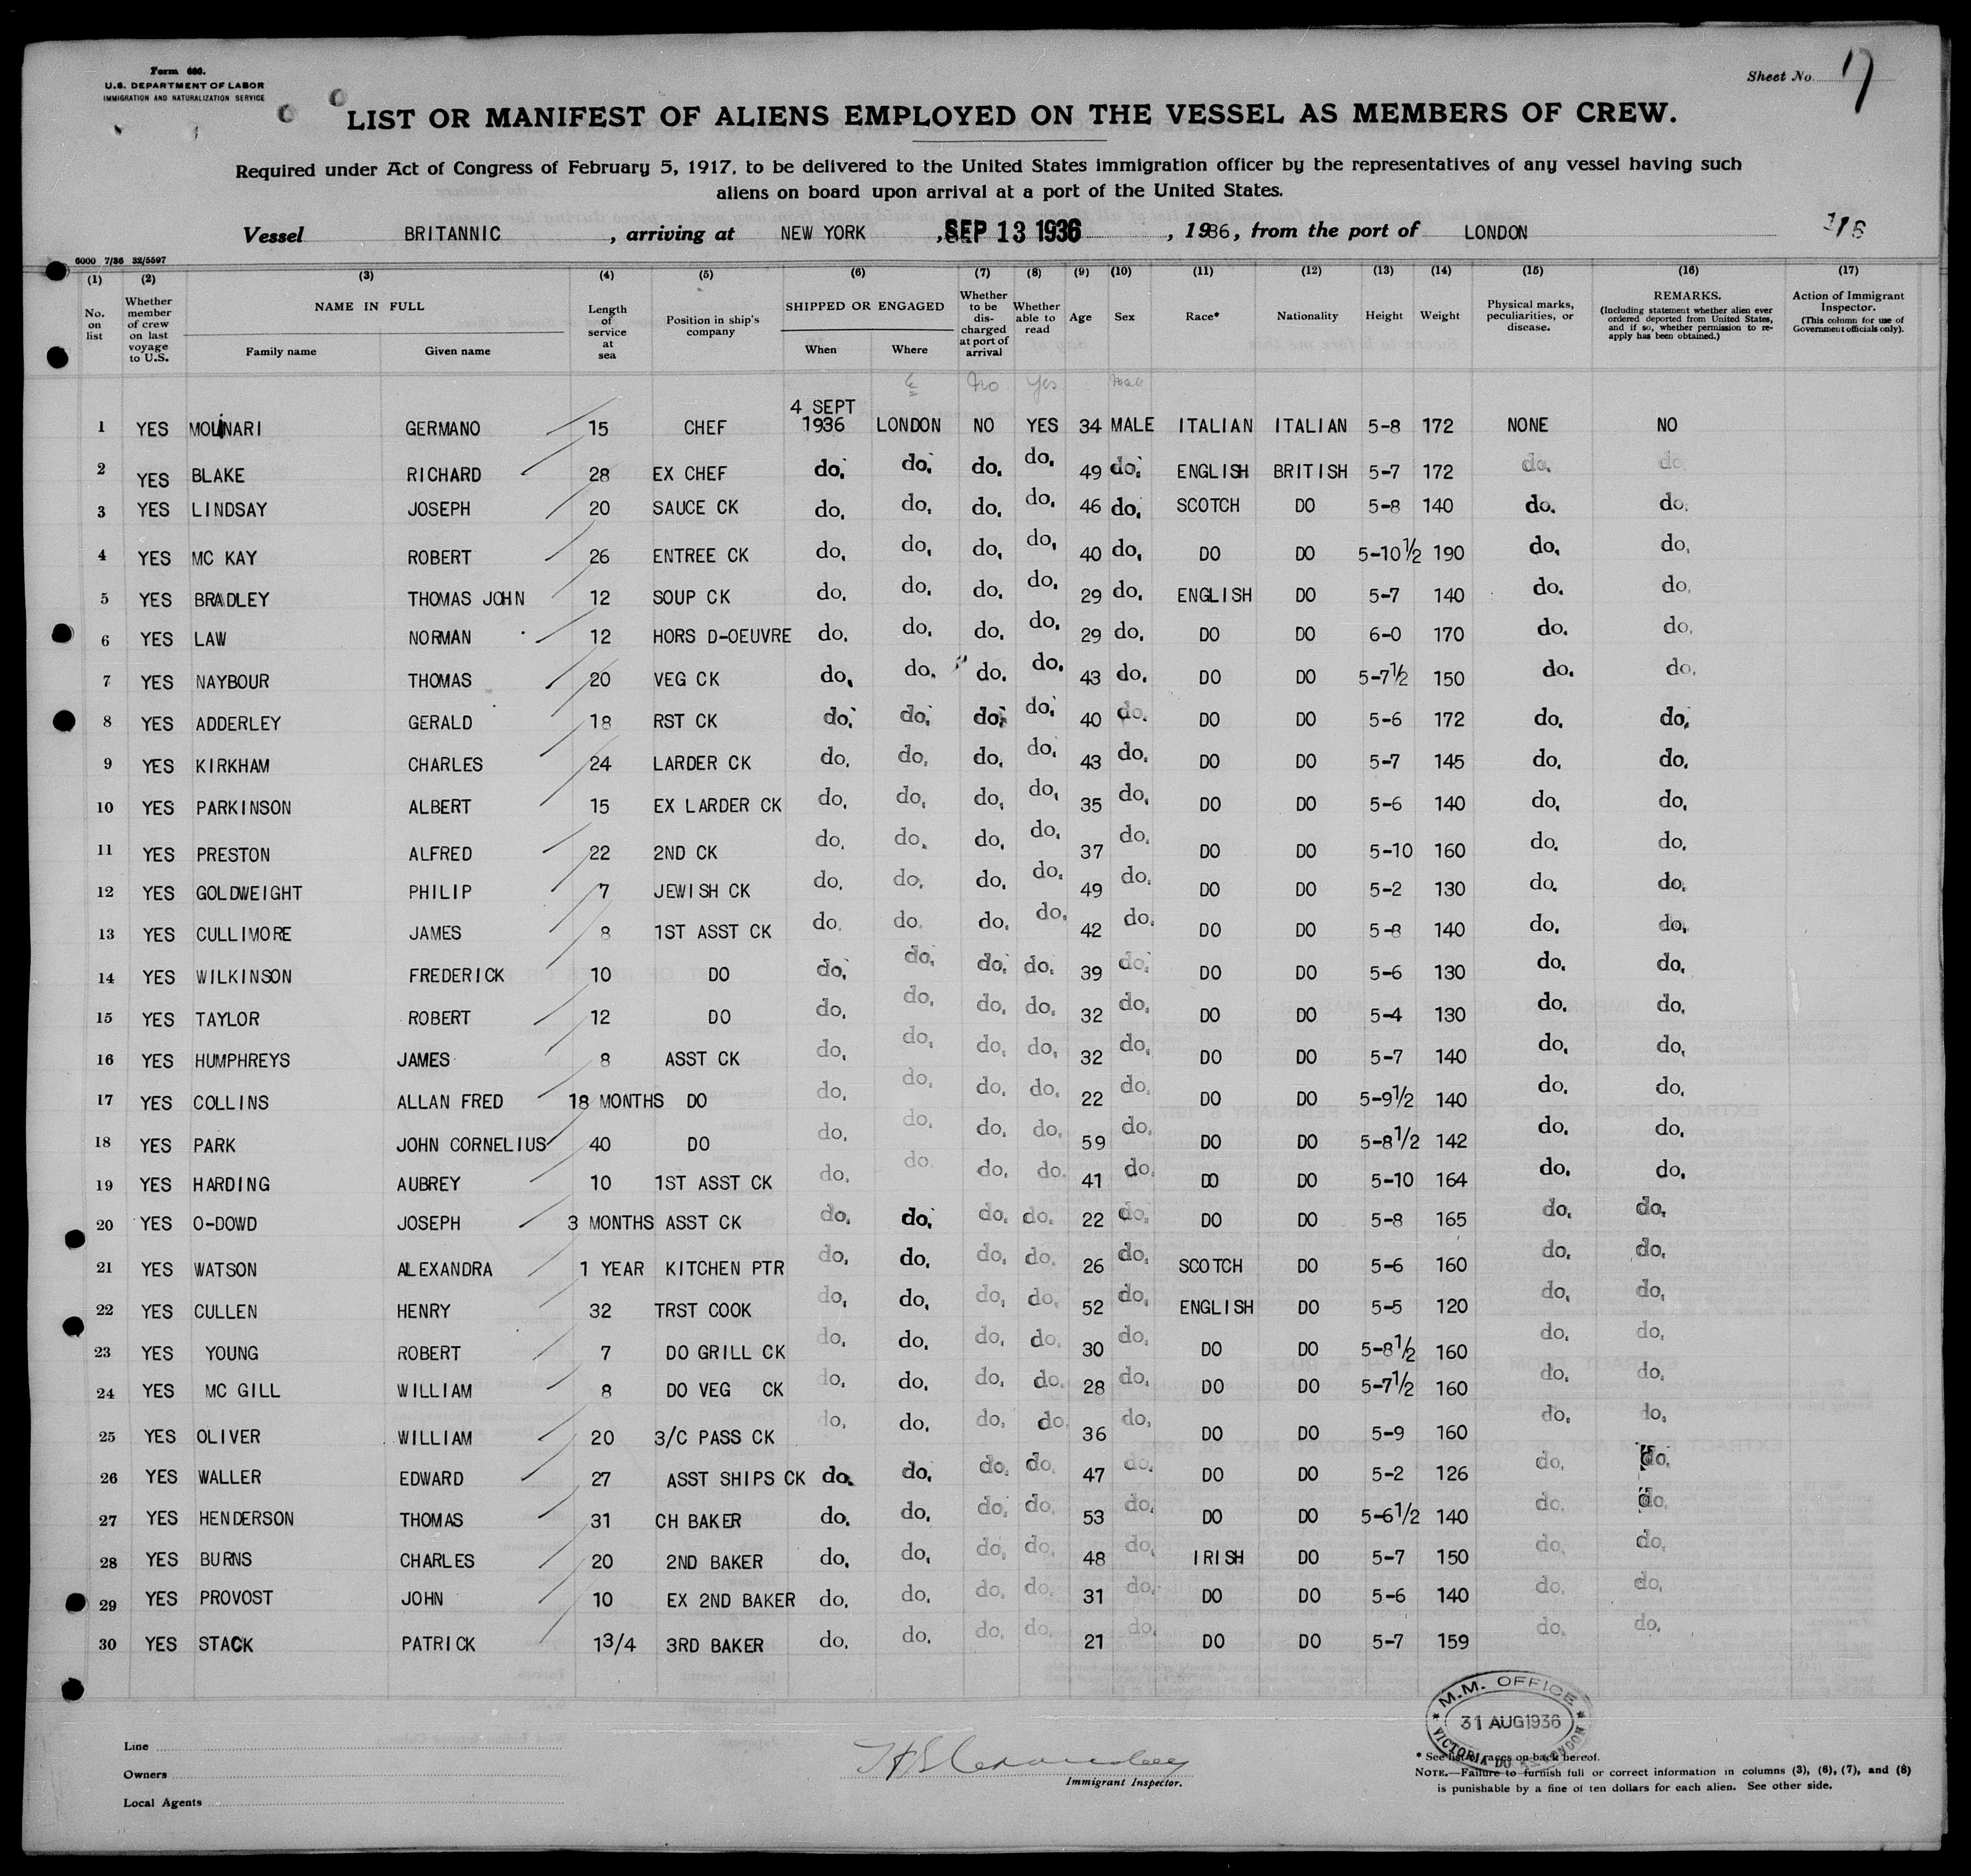 Form 680.
U.S. DEPARTMENT OF LABOR
IMMIGRATION AND NATURALIZATION SERVICE
Sheet No. 17
LIST OR MANIFEST OF ALIENS EMPLOYED ON THE VESSEL AS MEMBERS OF CREW.
Required under Act of Congress of February 5, 1917, to be delivered to the United States immigration officer by the representatives of any vessel having such
aliens on board upon arrival at a port of the United States.
Vessel BRITANNIC , arriving at NEW YORK , SEP 13 1936 , 1936, from the port of LONDON
6000 7/36 32/5597
(1) (2) (3) (4) (5) (6) (7) (8) (9) (10) (11) (12) (13) (14) (15) (16) (17)
No. on list Whether member of crew on last voyage to U.S. NAME IN FULL Family name Given name Length of service at sea Position in ship's company SHIPPED OR ENGAGED When Where Whether to be discharged at port of arrival Whether able to read Age Sex Race* Nationality Height Weight Physical marks, peculiarities, or disease. REMARKS. (Including statement whether alien ever ordered deported from United States, and if so, whether permission to reapply has been obtained.) Action of Immigrant Inspector. (This column for use of Government officials only).
No Yes
1 YES MOLINARI GERMANO 15 CHEF 4 SEPT 1936 LONDON NO YES 34 MALE ITALIAN ITALIAN 5-8 172 NONE NO
2 YES BLAKE RICHARD 28 EX CHEF do. do. do. do. 49 do. ENGLISH BRITISH 5-7 172 do. do.
3 YES LINDSAY JOSEPH 20 SAUCE CK do. do. do. do. 46 do. SCOTCH DO 5-8 140 do. do.
4 YES MC KAY ROBERT 26 ENTREE CK do. do. do. do. 40 do. DO DO 5-10½ 190 do. do.
5 YES BRADLEY THOMAS JOHN 12 SOUP CK do. do. do. do. 29 do. ENGLISH DO 5-7 140 do. do.
6 YES LAW NORMAN 12 HORS D-OEUVRE do. do. do. do. 29 do. DO DO 6-0 170 do. do.
7 YES NAYBOUR THOMAS 20 VEG CK do. do. do. do. 43 do. DO DO 5-7½ 150 do. do.
8 YES ADDERLEY GERALD 18 RST CK do. do. do. do. 40 do. DO DO 5-6 172 do. do.
9 YES KIRKHAM CHARLES 24 LARDER CK do. do. do. do. 43 do. DO DO 5-7 145 do. do.
10 YES PARKINSON ALBERT 15 EX LARDER CK do. do. do. do. 35 do. DO DO 5-6 140 do. do.
11 YES PRESTON ALFRED 22 2ND CK do. do. do. do. 37 do. DO DO 5-10 160 do. do.
12 YES GOLDWEIGHT PHILIP 7 JEWISH CK do. do. do. do. 49 do. DO DO 5-2 130 do. do.
13 YES CULLIMORE JAMES 8 1ST ASST CK do. do. do. do. 42 do. DO DO 5-8 140 do. do.
14 YES WILKINSON FREDERICK 10 DO do. do. do. do. 39 do. DO DO 5-6 130 do. do.
15 YES TAYLOR ROBERT 12 DO do. do. do. do. 32 do. DO DO 5-4 130 do. do.
16 YES HUMPHREYS JAMES 8 ASST CK do. do. do. do. 32 do. DO DO 5-7 140 do. do.
17 YES COLLINS ALLAN FRED 18 MONTHS DO do. do. do. do. 22 do. DO DO 5-9½ 140 do. do.
18 YES PARK JOHN CORNELIUS 40 DO do. do. do. do. 59 do. DO DO 5-8½ 142 do. do.
19 YES HARDING AUBREY 10 1ST ASST CK do. do. do. do. 41 do. DO DO 5-10 164 do. do.
20 YES O-DOWD JOSEPH 3 MONTHS ASST CK do. do. do. do. 22 do. DO DO 5-8 165 do. do.
21 YES WATSON ALEXANDRA 1 YEAR KITCHEN PTR do. do. do. do. 26 do. SCOTCH DO 5-6 160 do. do.
22 YES CULLEN HENRY 32 TRST COOK do. do. do. do. 52 do. ENGLISH DO 5-5 120 do. do.
23 YES YOUNG ROBERT 7 DO GRILL CK do. do. do. do. 30 do. DO DO 5-8½ 160 do. do.
24 YES MC GILL WILLIAM 8 DO VEG CK do. do. do. do. 28 do. DO DO 5-7½ 160 do. do.
25 YES OLIVER WILLIAM 20 3/C PASS CK do. do. do. do. 36 do. DO DO 5-9 160 do. do.
26 YES WALLER EDWARD 27 ASST SHIPS CK do. do. do. do. 47 do. DO DO 5-2 126 do. do.
27 YES HENDERSON THOMAS 31 CH BAKER do. do. do. do. 53 do. DO DO 5-6½ 140 do. do.
28 YES BURNS CHARLES 20 2ND BAKER do. do. do. do. 48 do. IRISH DO 5-7 150 do. do.
29 YES PROVOST JOHN 10 EX 2ND BAKER do. do. do. do. 31 do. DO DO 5-6 140 do. do.
30 YES STACK PATRICK 1 3/4 3RD BAKER do. do. do. do. 21 do. DO DO 5-7 159 do. do.
M.M. OFFICE
31 AUG 1936
VICTORIA DOCKS LONDON
Line
Owners
Local Agents
Immigrant Inspector.
* See list of races on back hereof.
NOTE.—Failure to furnish full or correct information in columns (3), (6), (7), and (8)
is punishable by a fine of ten dollars for each alien. See other side.